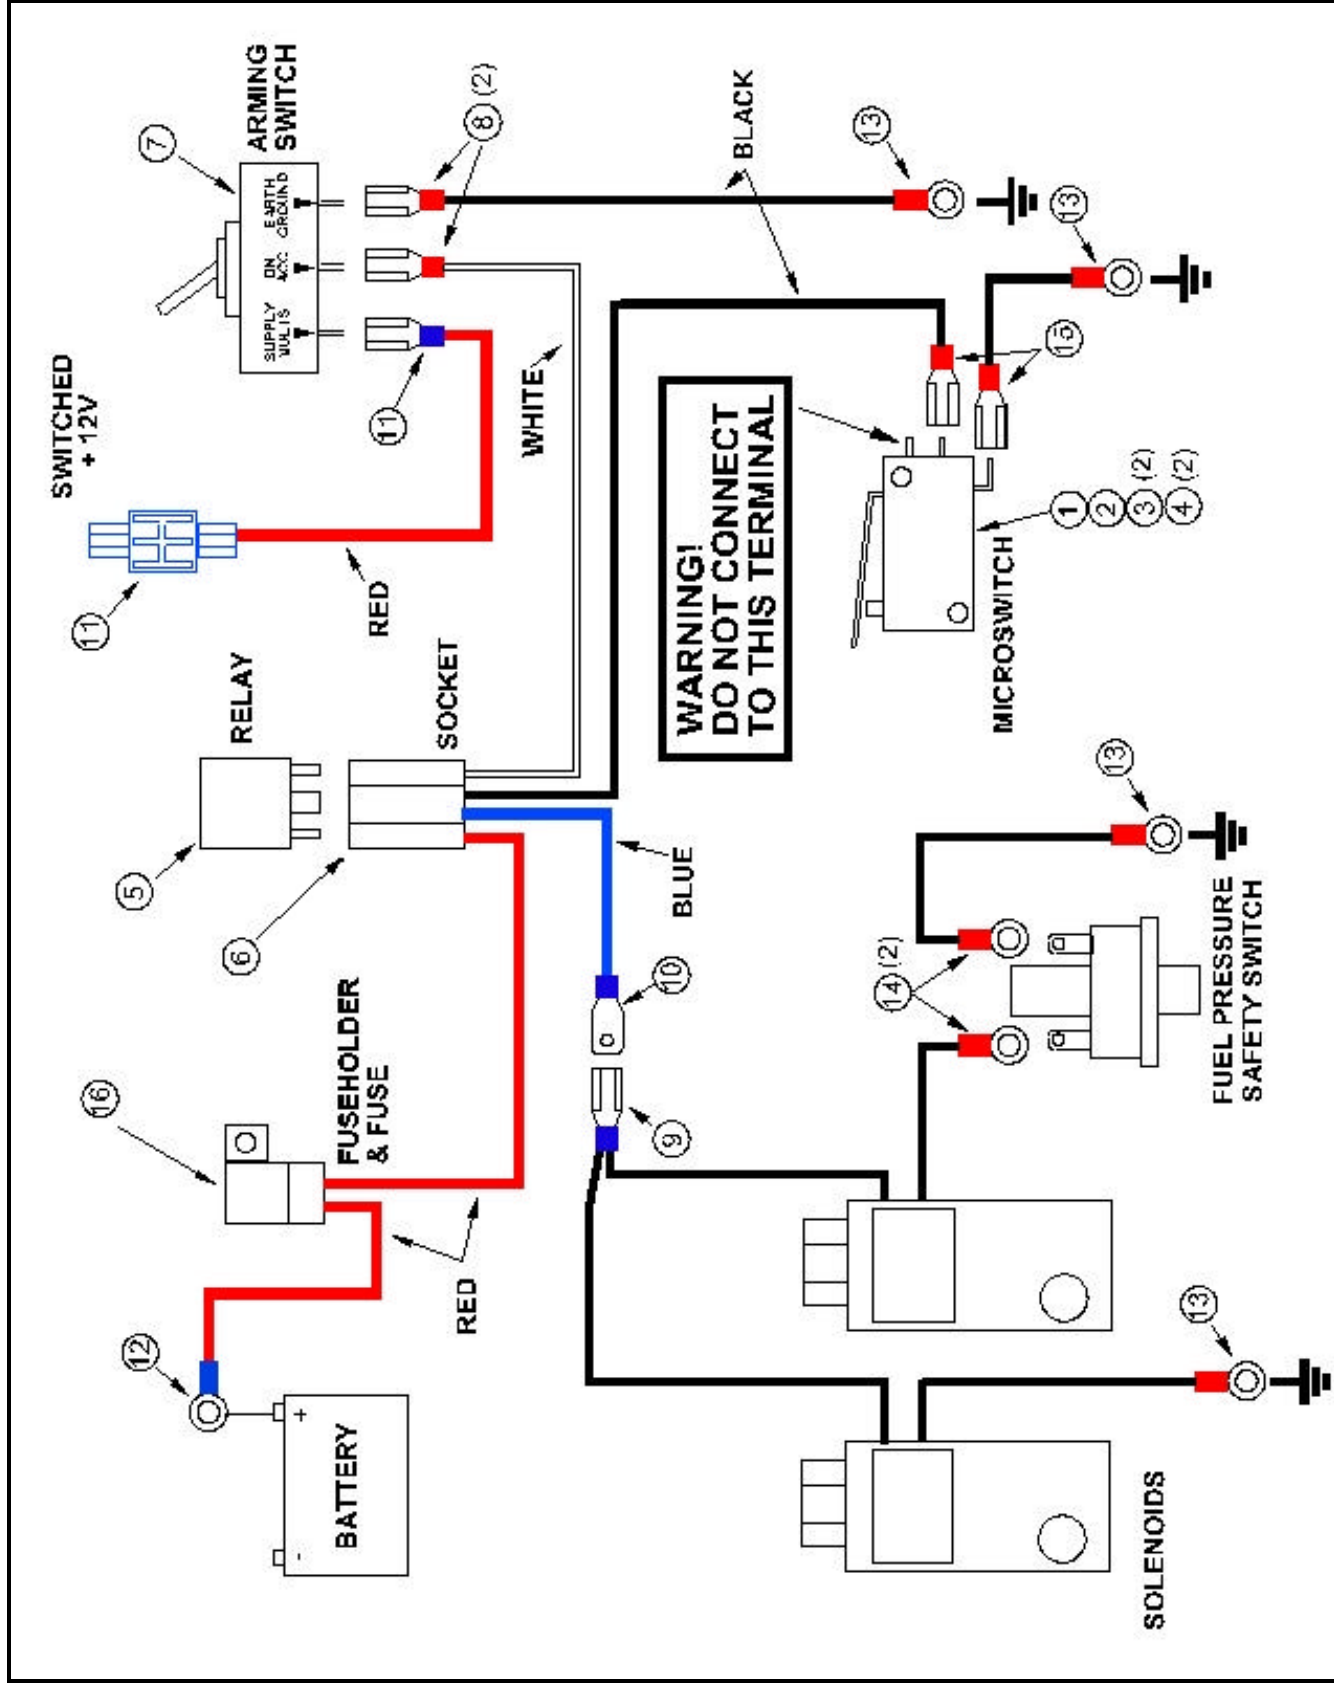 12
16
5
11
SWITCHED
+ 12V
7
ARMING
SWITCH
SUPPLY
VOLTS
ON
ACC
EARTH
GROUND
-
+
BATTERY
FUSEHOLDER
& FUSE
6
RELAY
SOCKET
RED
11
8 (2)
RED
WHITE
9
10
BLUE
BLACK
WARNING!
DO NOT CONNECT
TO THIS TERMINAL
14 (2)
13
15
13
MICROSWITCH
1
2
3 (2)
4 (2)
13
13
SOLENOIDS
FUEL PRESSURE
SAFETY SWITCH